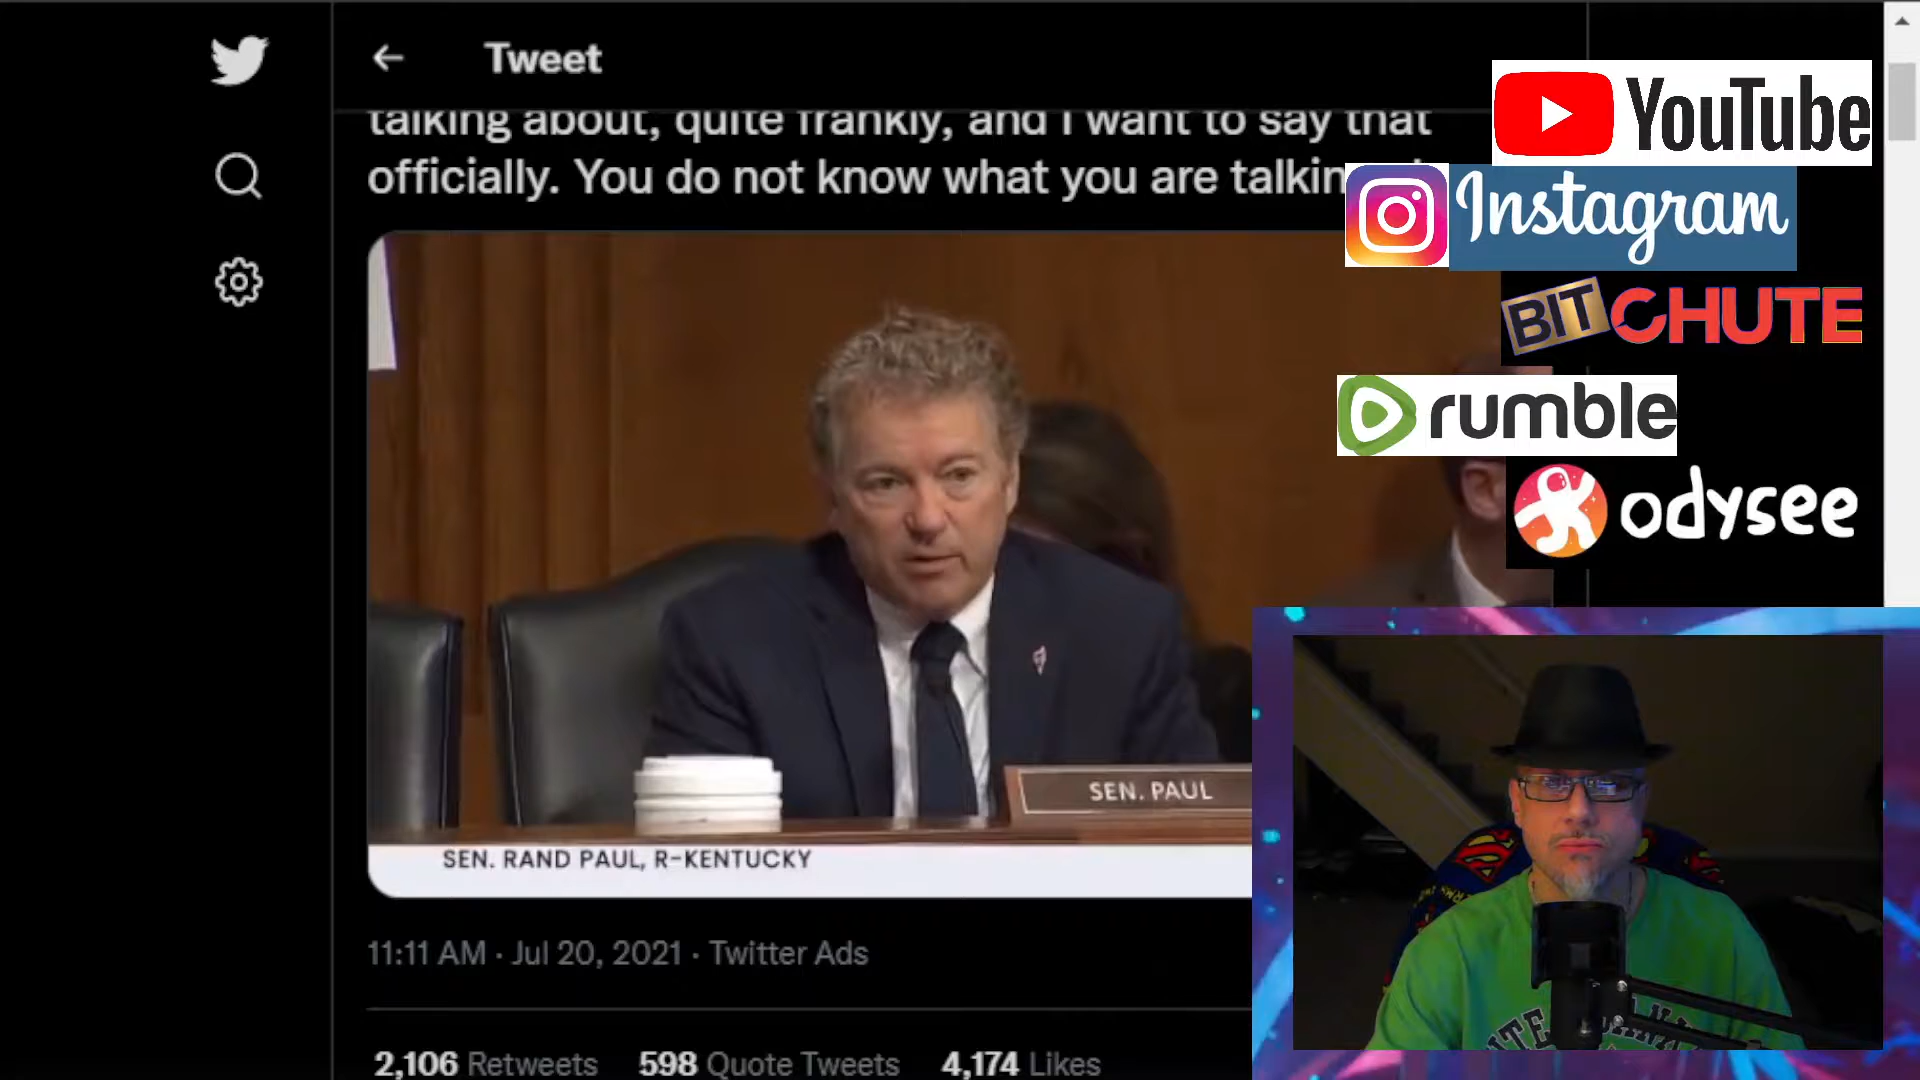 Tweet
talking about, quite frankly, and I want to say that
officially. You do not know what you are
YouTube
Instagram
BITCHUTE
rumble
odysee
SEN. PAUL
SEN. RAND PAUL, R-KENTUCKY
11:11 AM · Jul 20, 2021 · Twitter Ads
2,106 Retweets 598 Quote Tweets 4,174 Likes